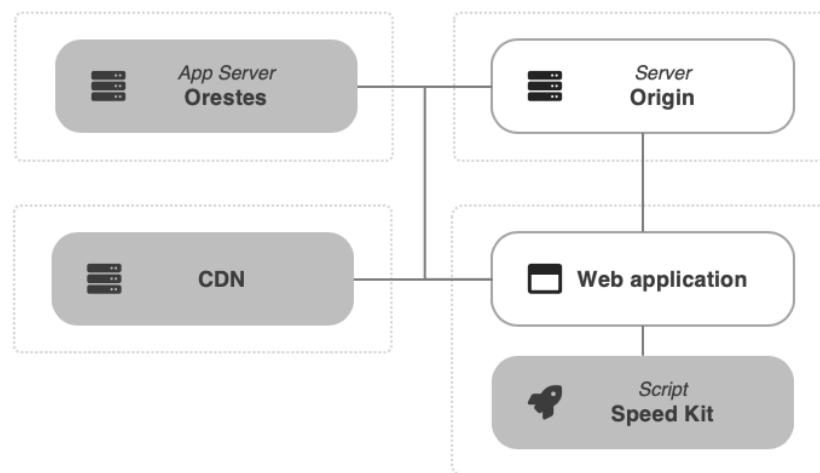 App Server
Orestes
Server
Origin
CDN
Web application
Script
Speed Kit